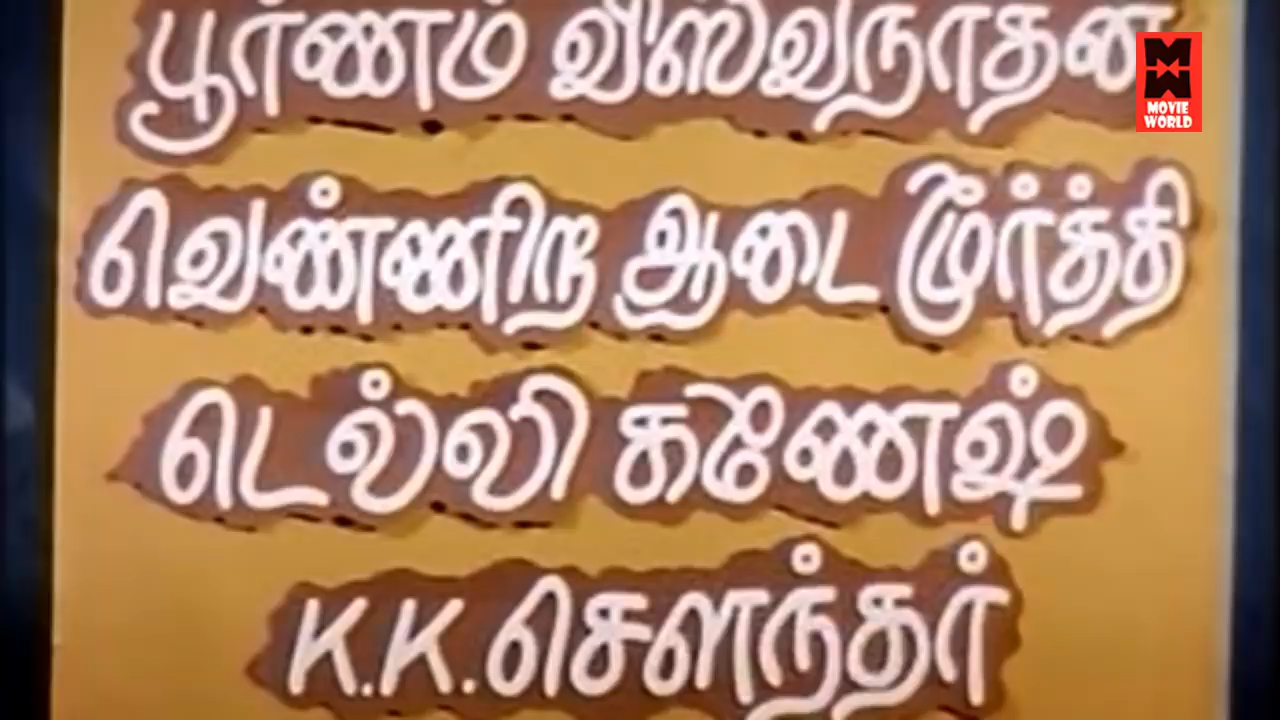 பூர்ணம் விஸ்வநாதன்
வெண்ணிற ஆடை மூர்த்தி
டெல்லி கணேஷ்
K.K.சௌந்தர்
MOVIE
WORLD